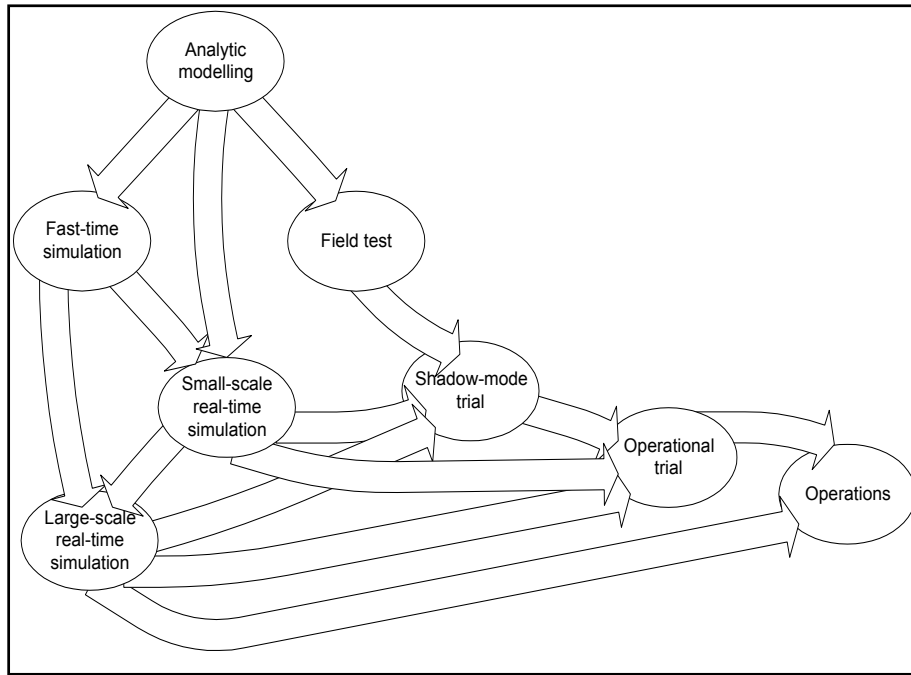 Analytic
modelling
Fast-time
simulation
Field test
Small-scale
real-time
simulation
Shadow-mode
trial
Operational
trial
Operations
Large-scale
real-time
simulation